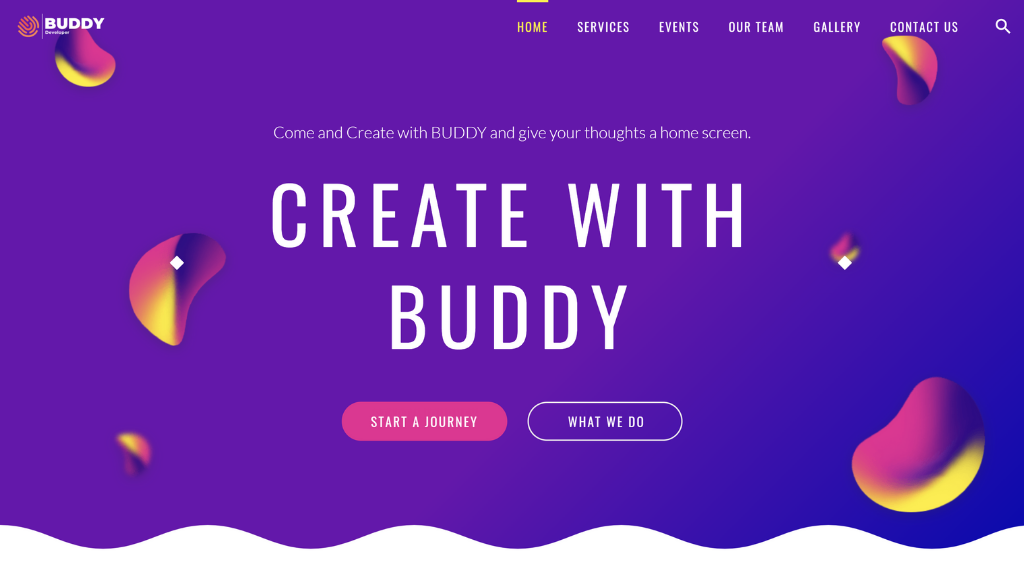 BUDDY
Developer
HOME SERVICES EVENTS OUR TEAM GALLERY CONTACT US
Come and Create with BUDDY and give your thoughts a home screen.
CREATE WITH
BUDDY
START A JOURNEY WHAT WE DO